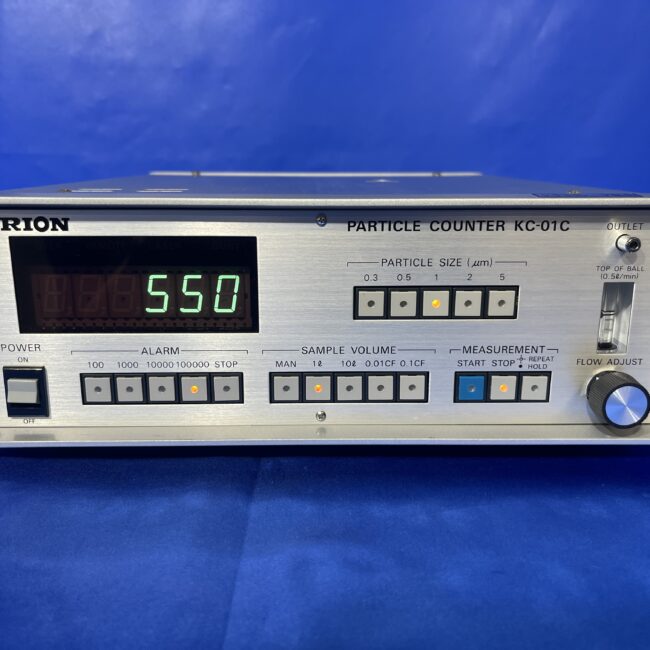 RION
PARTICLE COUNTER KC-01C
OUTLET
PARTICLE SIZE (μm)
0.3 0.5 1 2 5
TOP OF BALL
(0.5ℓ/min)
550
POWER
ON
OFF
ALARM
100 1000 10000 100000 STOP
SAMPLE VOLUME
MAN 1ℓ 10ℓ 0.01CF 0.1CF
MEASUREMENT
START STOP REPEAT
HOLD
FLOW ADJUST